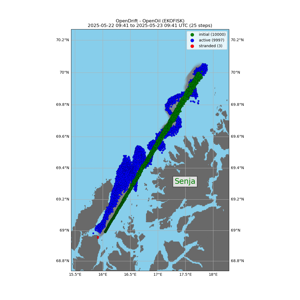 OpenDrift - OpenOil (EKOFISK)
2025-05-22 09:41 to 2025-05-23 09:41 UTC (25 steps)
initial (10000)
active (9997)
stranded (3)
70.2°N 70.2°N
70°N 70°N
69.8°N 69.8°N
69.6°N 69.6°N
69.4°N 69.4°N
Senja
69.2°N 69.2°N
69°N 69°N
68.8°N 68.8°N
15.5°E 16°E 16.5°E 17°E 17.5°E 18°E